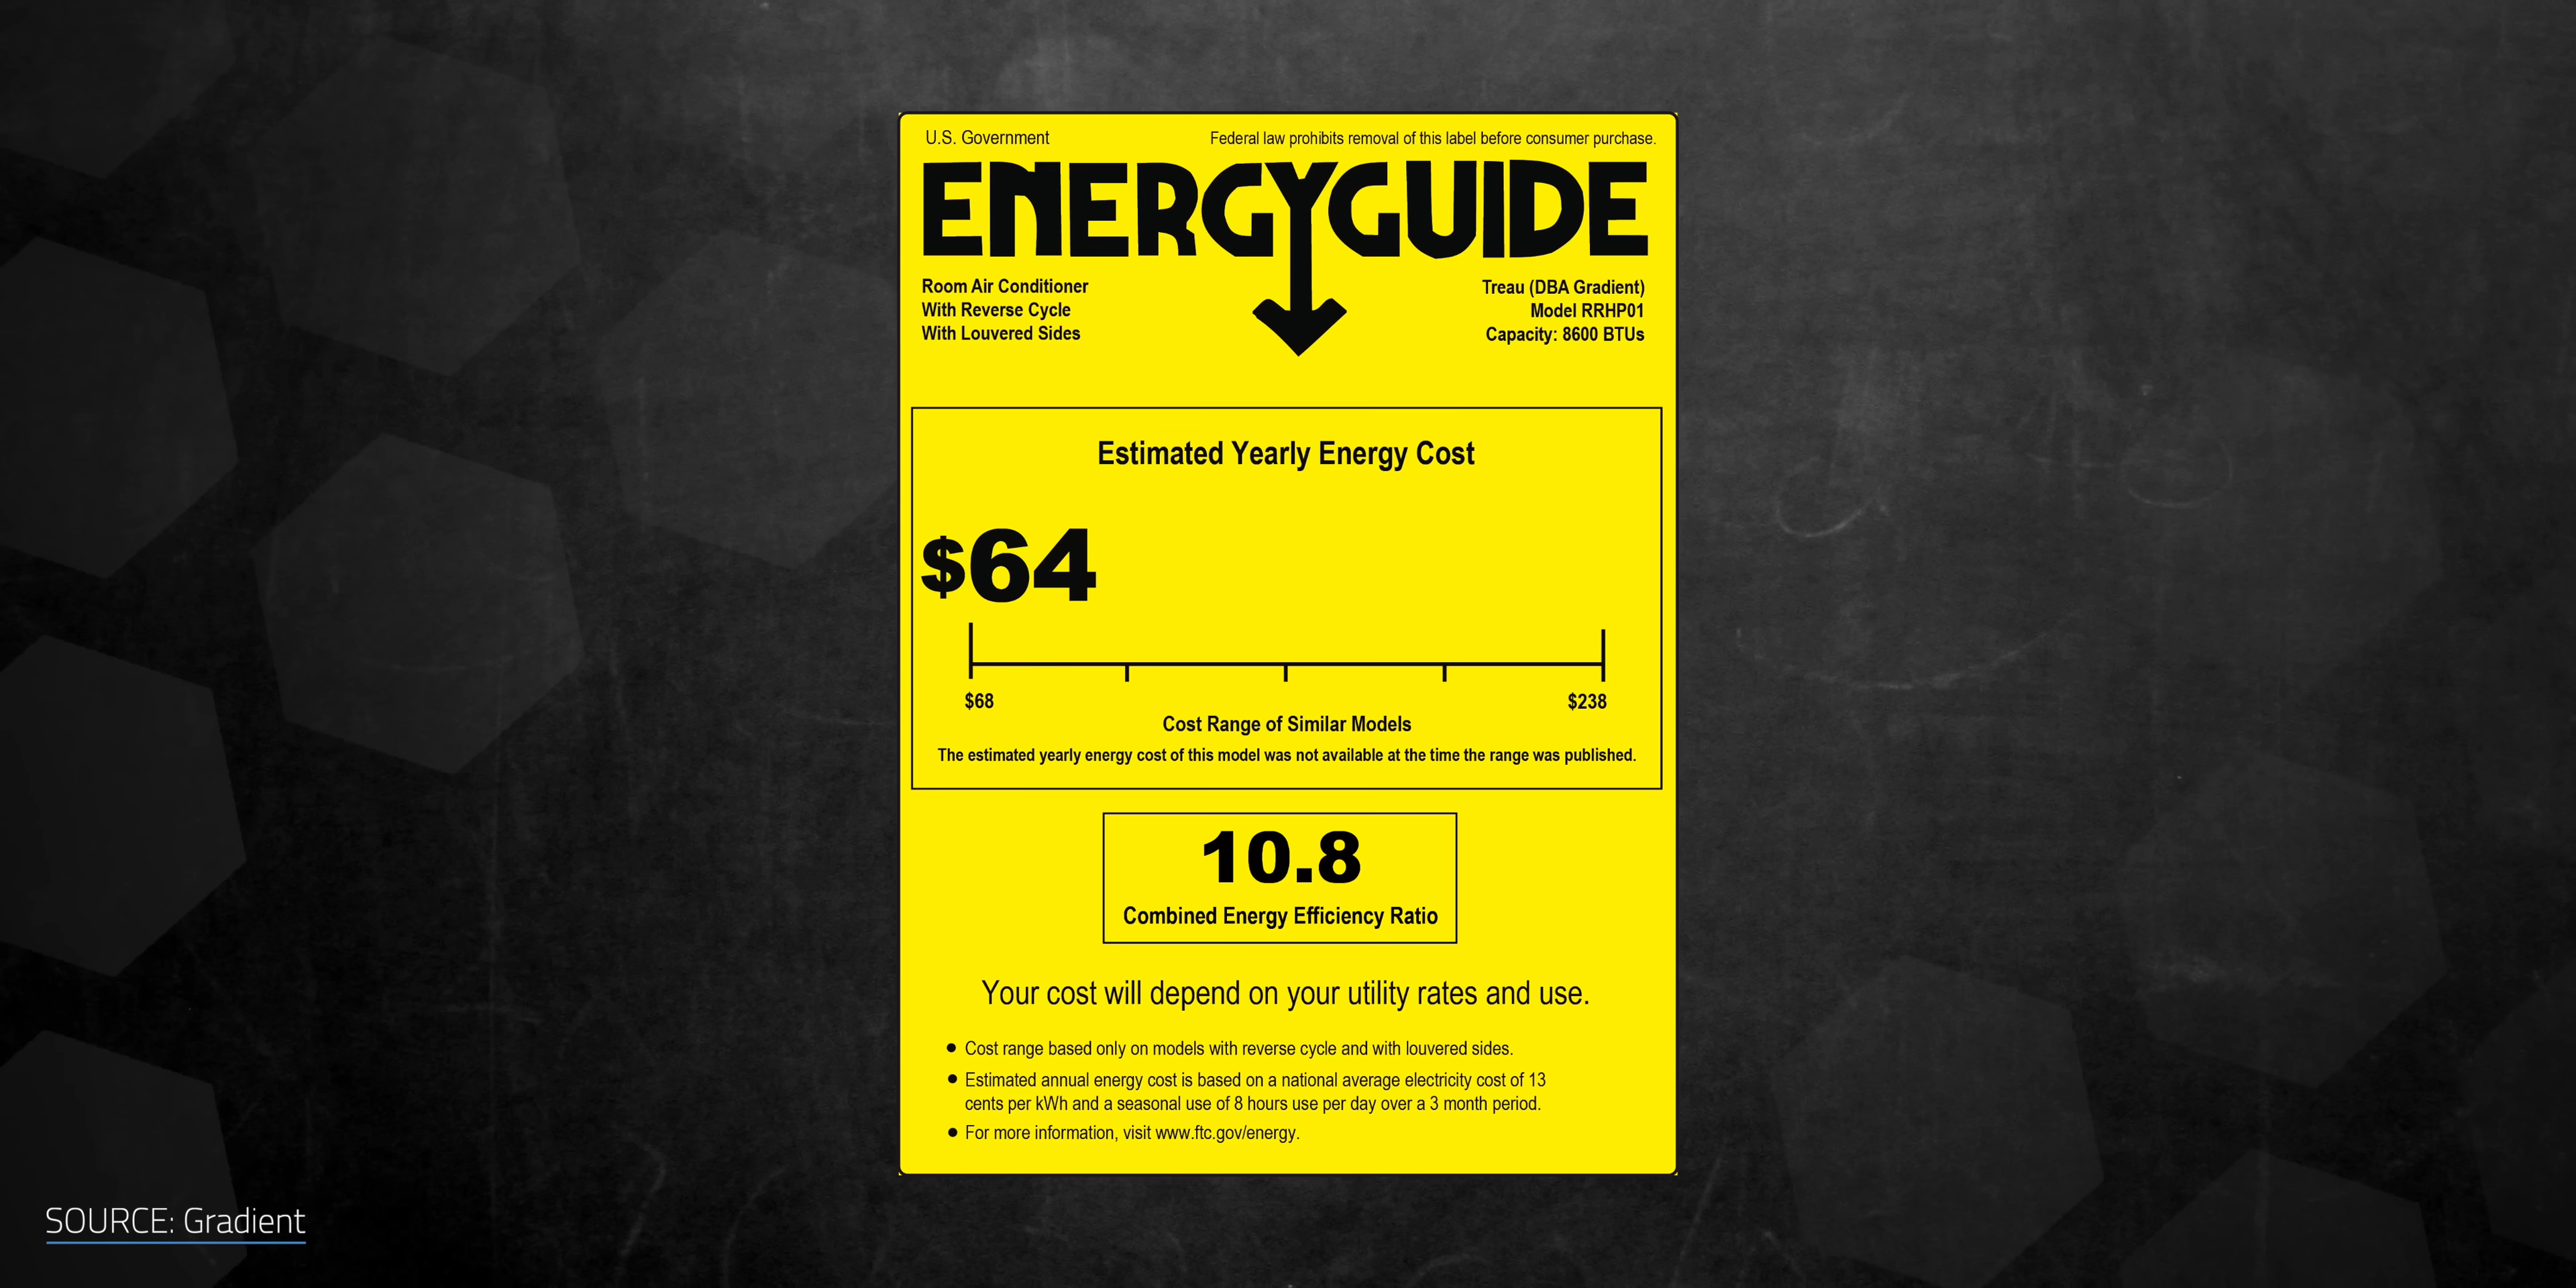 U.S. Government
Federal law prohibits removal of this label before consumer purchase.
ENERGYGUIDE
Room Air Conditioner
With Reverse Cycle
With Louvered Sides
Treau (DBA Gradient)
Model RRHP01
Capacity: 8600 BTUs
Estimated Yearly Energy Cost
$64
$68
$238
Cost Range of Similar Models
The estimated yearly energy cost of this model was not available at the time the range was published.
10.8
Combined Energy Efficiency Ratio
Your cost will depend on your utility rates and use.
● Cost range based only on models with reverse cycle and with louvered sides.
● Estimated annual energy cost is based on a national average electricity cost of 13
cents per kWh and a seasonal use of 8 hours use per day over a 3 month period.
● For more information, visit www.ftc.gov/energy.
SOURCE: Gradient